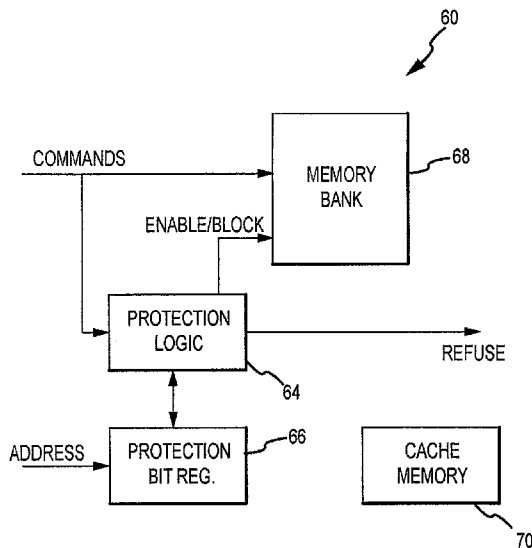 60
COMMANDS
MEMORY
BANK
68
ENABLE/BLOCK
PROTECTION
LOGIC
REFUSE
64
ADDRESS
PROTECTION
BIT REG.
66
CACHE
MEMORY
70